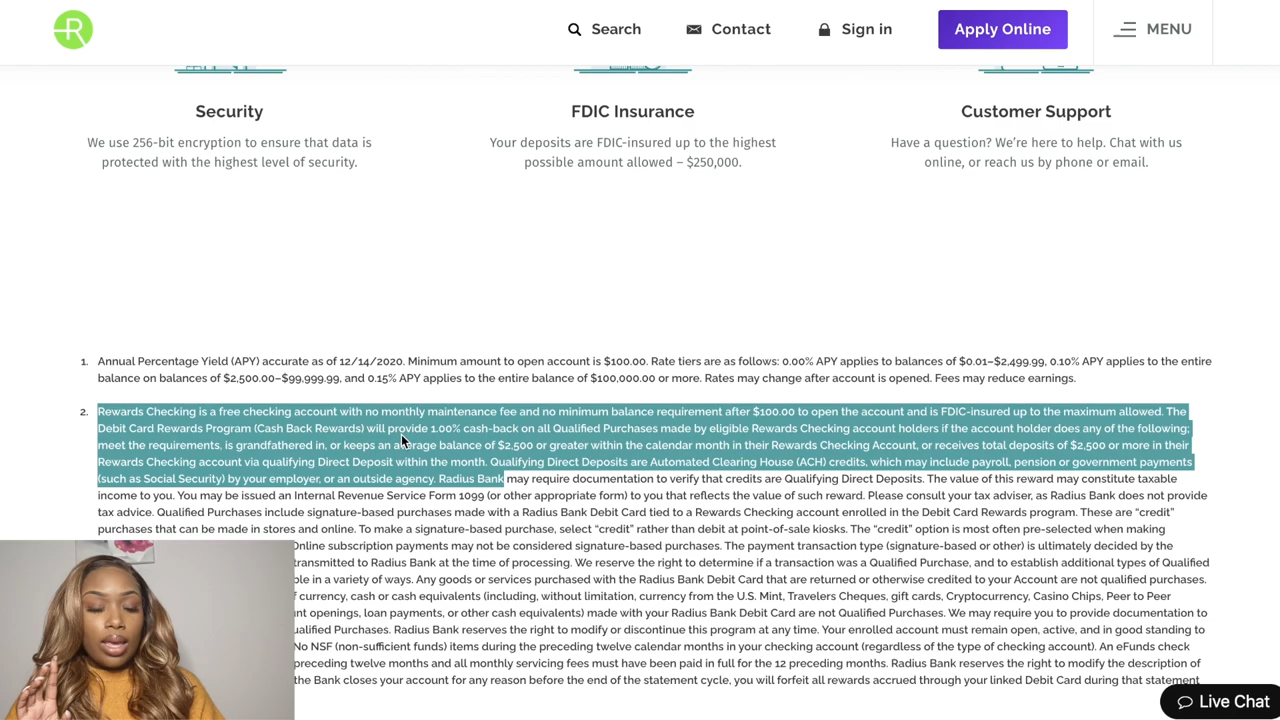 R
Search
Contact
Sign in
Apply Online
MENU
Security
We use 256-bit encryption to ensure that data is
protected with the highest level of security.
FDIC Insurance
Your deposits are FDIC-insured up to the highest
possible amount allowed – $250,000.
Customer Support
Have a question? We're here to help. Chat with us
online, or reach us by phone or email.
1. Annual Percentage Yield (APY) accurate as of 12/14/2020. Minimum amount to open account is $100.00. Rate tiers are as follows: 0.00% APY applies to balances of $0.01–$2,499.99, 0.10% APY applies to the entire
balance on balances of $2,500.00–$99,999.99, and 0.15% APY applies to the entire balance of $100,000.00 or more. Rates may change after account is opened. Fees may reduce earnings.
2. Rewards Checking is a free checking account with no monthly maintenance fee and no minimum balance requirement after $100.00 to open the account and is FDIC-insured up to the maximum allowed. The
Debit Card Rewards Program (Cash Back Rewards) will provide 1.00% cash-back on all Qualified Purchases made by eligible Rewards Checking account holders if the account holder does any of the following;
meet the requirements, is grandfathered in, or keeps an average balance of $2,500 or greater within the calendar month in their Rewards Checking Account, or receives total deposits of $2,500 or more in their
Rewards Checking account via qualifying Direct Deposit within the month. Qualifying Direct Deposits are Automated Clearing House (ACH) credits, which may include payroll, pension or government payments
(such as Social Security) by your employer, or an outside agency. Radius Bank may require documentation to verify that credits are Qualifying Direct Deposits. The value of this reward may constitute taxable
income to you. You may be issued an Internal Revenue Service Form 1099 (or other appropriate form) to you that reflects the value of such reward. Please consult your tax adviser, as Radius Bank does not provide
tax advice. Qualified Purchases include signature-based purchases made with a Radius Bank Debit Card tied to a Rewards Checking account enrolled in the Debit Card Rewards program. These are "credit"
purchases that can be made in stores and online. To make a signature-based purchase, select "credit" rather than debit at point-of-sale kiosks. The "credit" option is most often pre-selected when making
Online subscription payments may not be considered signature-based purchases. The payment transaction type (signature-based or other) is ultimately decided by the
transmitted to Radius Bank at the time of processing. We reserve the right to determine if a transaction was a Qualified Purchase, and to establish additional types of Qualified
in a variety of ways. Any goods or services purchased with the Radius Bank Debit Card that are returned or otherwise credited to your Account are not qualified purchases.
currency, cash or cash equivalents (including, without limitation, currency from the U.S. Mint, Travelers Cheques, gift cards, Cryptocurrency, Casino Chips, Peer to Peer
openings, loan payments, or other cash equivalents) made with your Radius Bank Debit Card are not Qualified Purchases. We may require you to provide documentation to
Purchases. Radius Bank reserves the right to modify or discontinue this program at any time. Your enrolled account must remain open, active, and in good standing to
No NSF (non-sufficient funds) items during the preceding twelve calendar months in your checking account (regardless of the type of checking account). An eFunds check
preceding twelve months and all monthly servicing fees must have been paid in full for the 12 preceding months. Radius Bank reserves the right to modify the description of
the Bank closes your account for any reason before the end of the statement cycle, you will forfeit all rewards accrued through your linked Debit Card during that statement
Live Chat